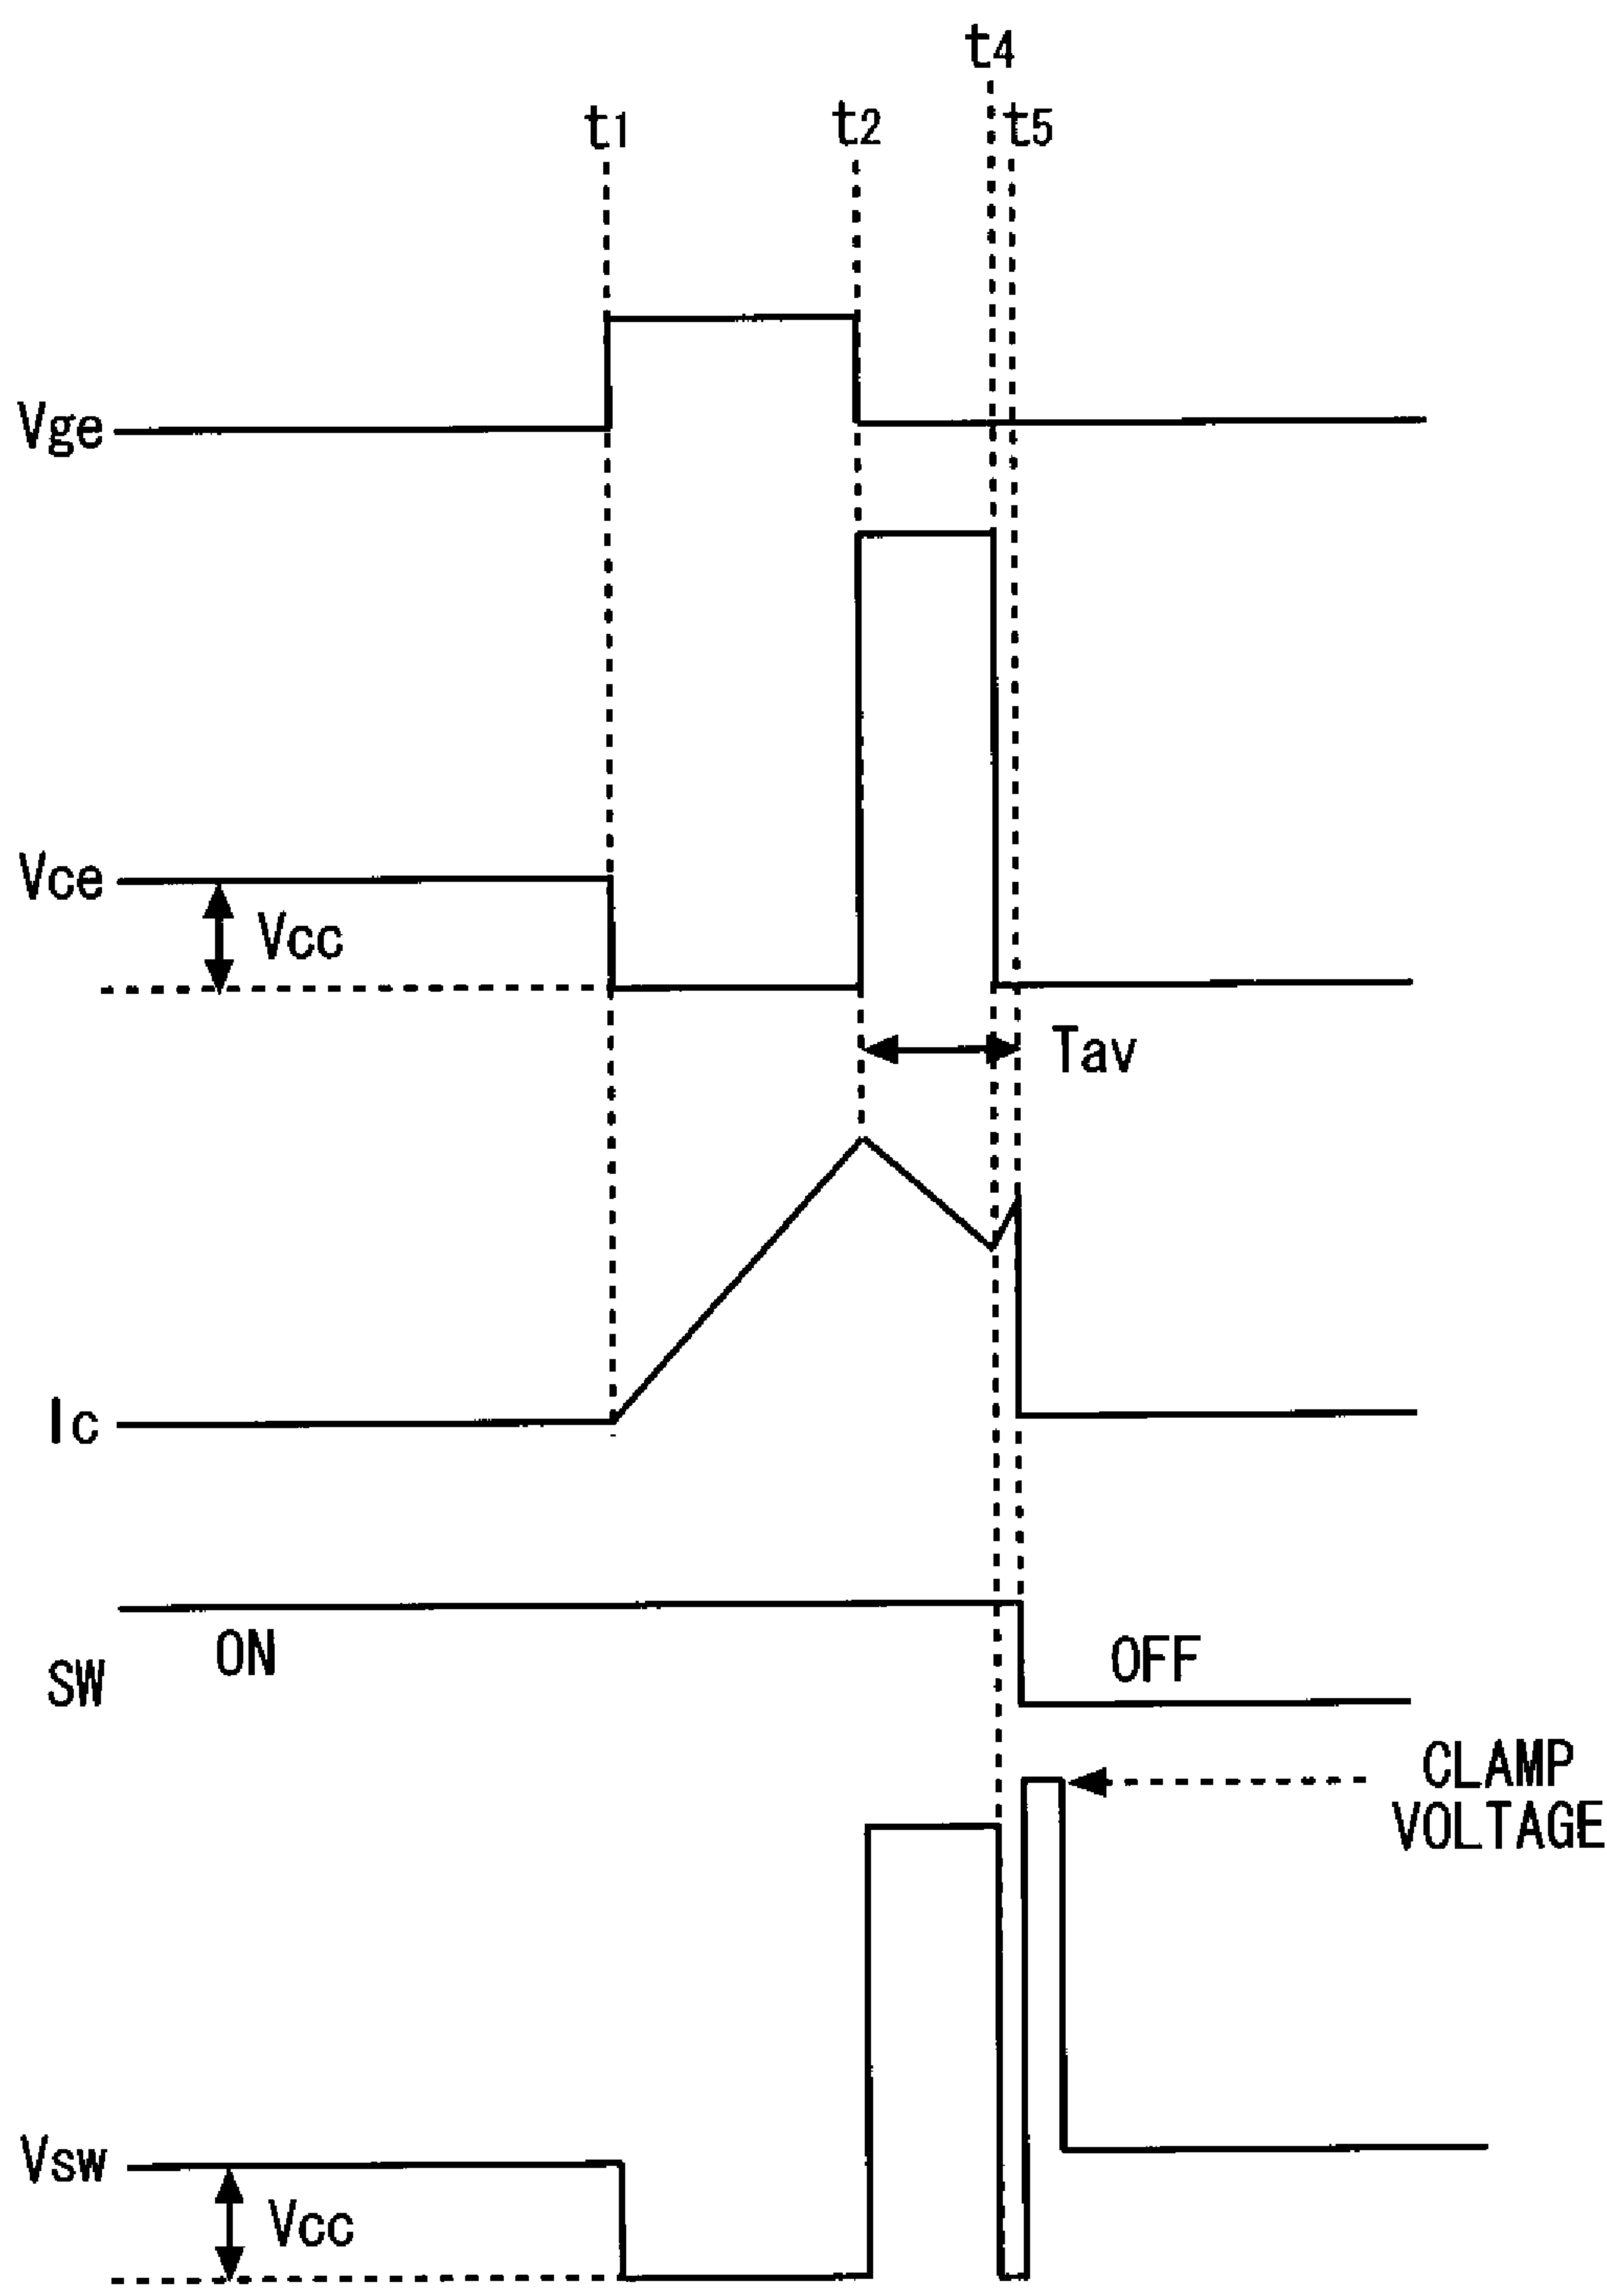 t4
t1
t2
t5
Vge
Vce
Vcc
Tav
Ic
ON
OFF
SW
CLAMP
VOLTAGE
Vsw
Vcc